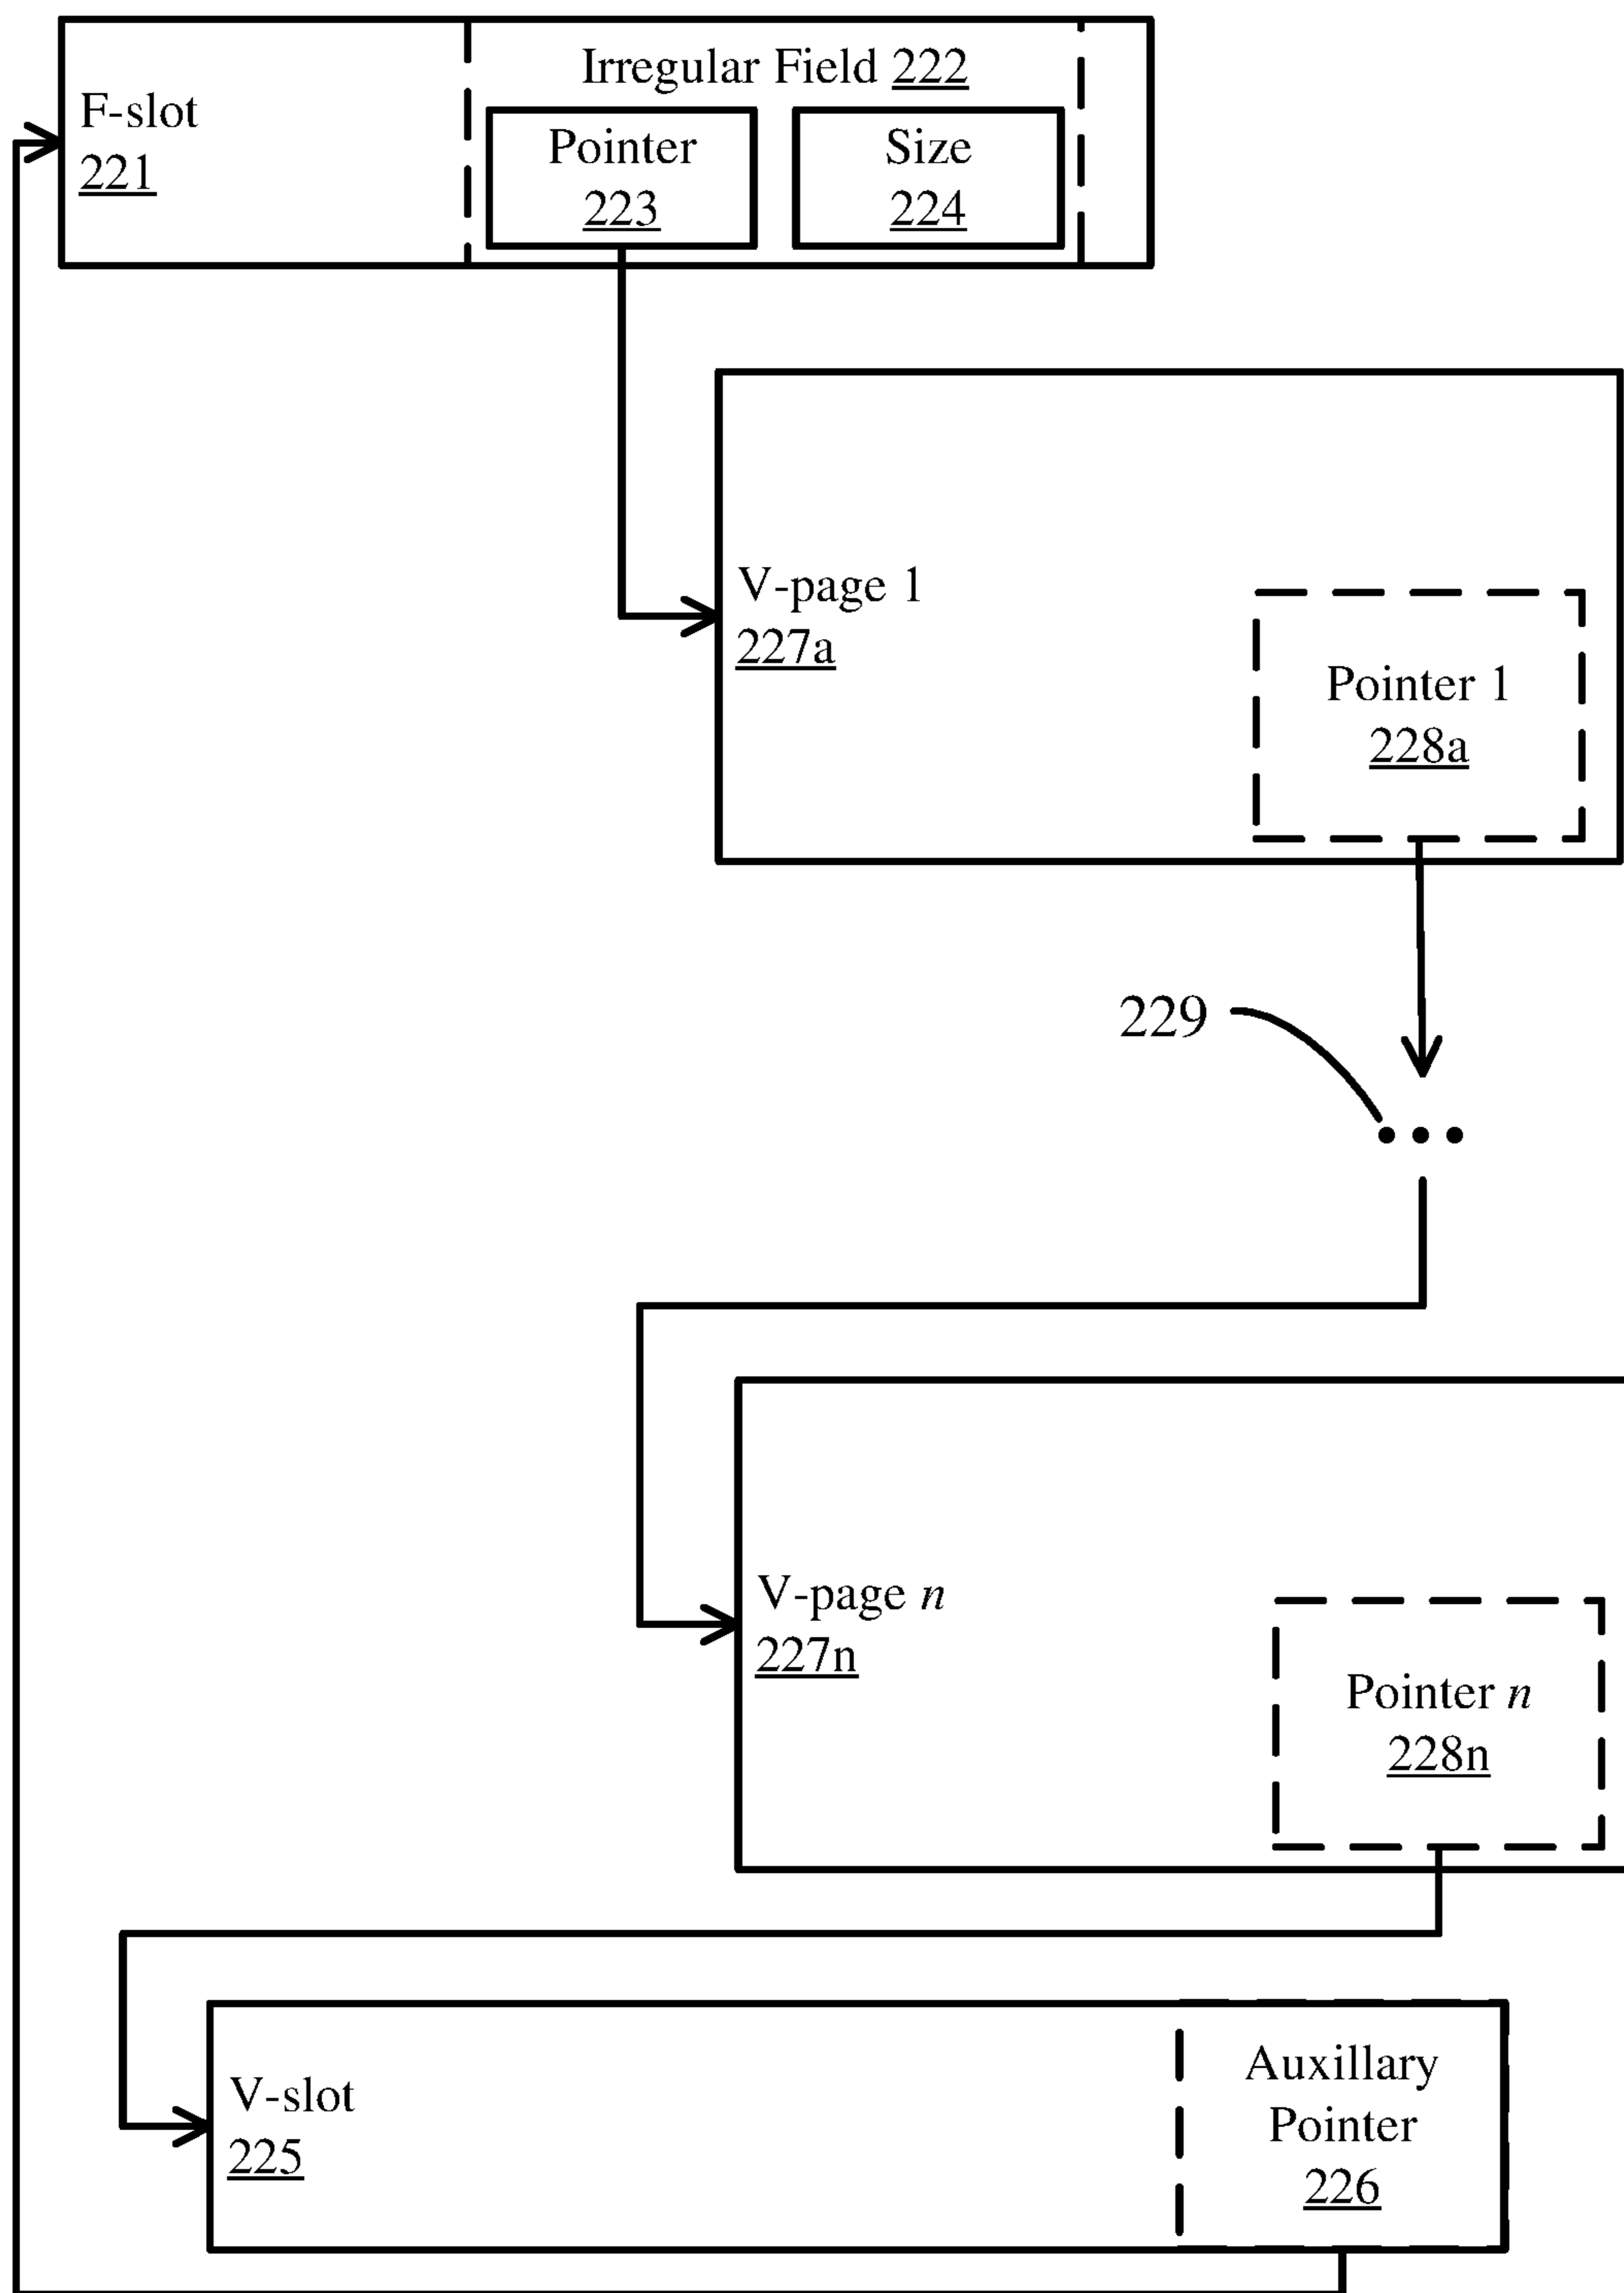 Irregular Field 222
F-slot
221
Pointer
223
Size
224
V-page 1
227a
Pointer 1
228a
229
V-page n
227n
Pointer n
228n
V-slot
225
Auxillary
Pointer
226